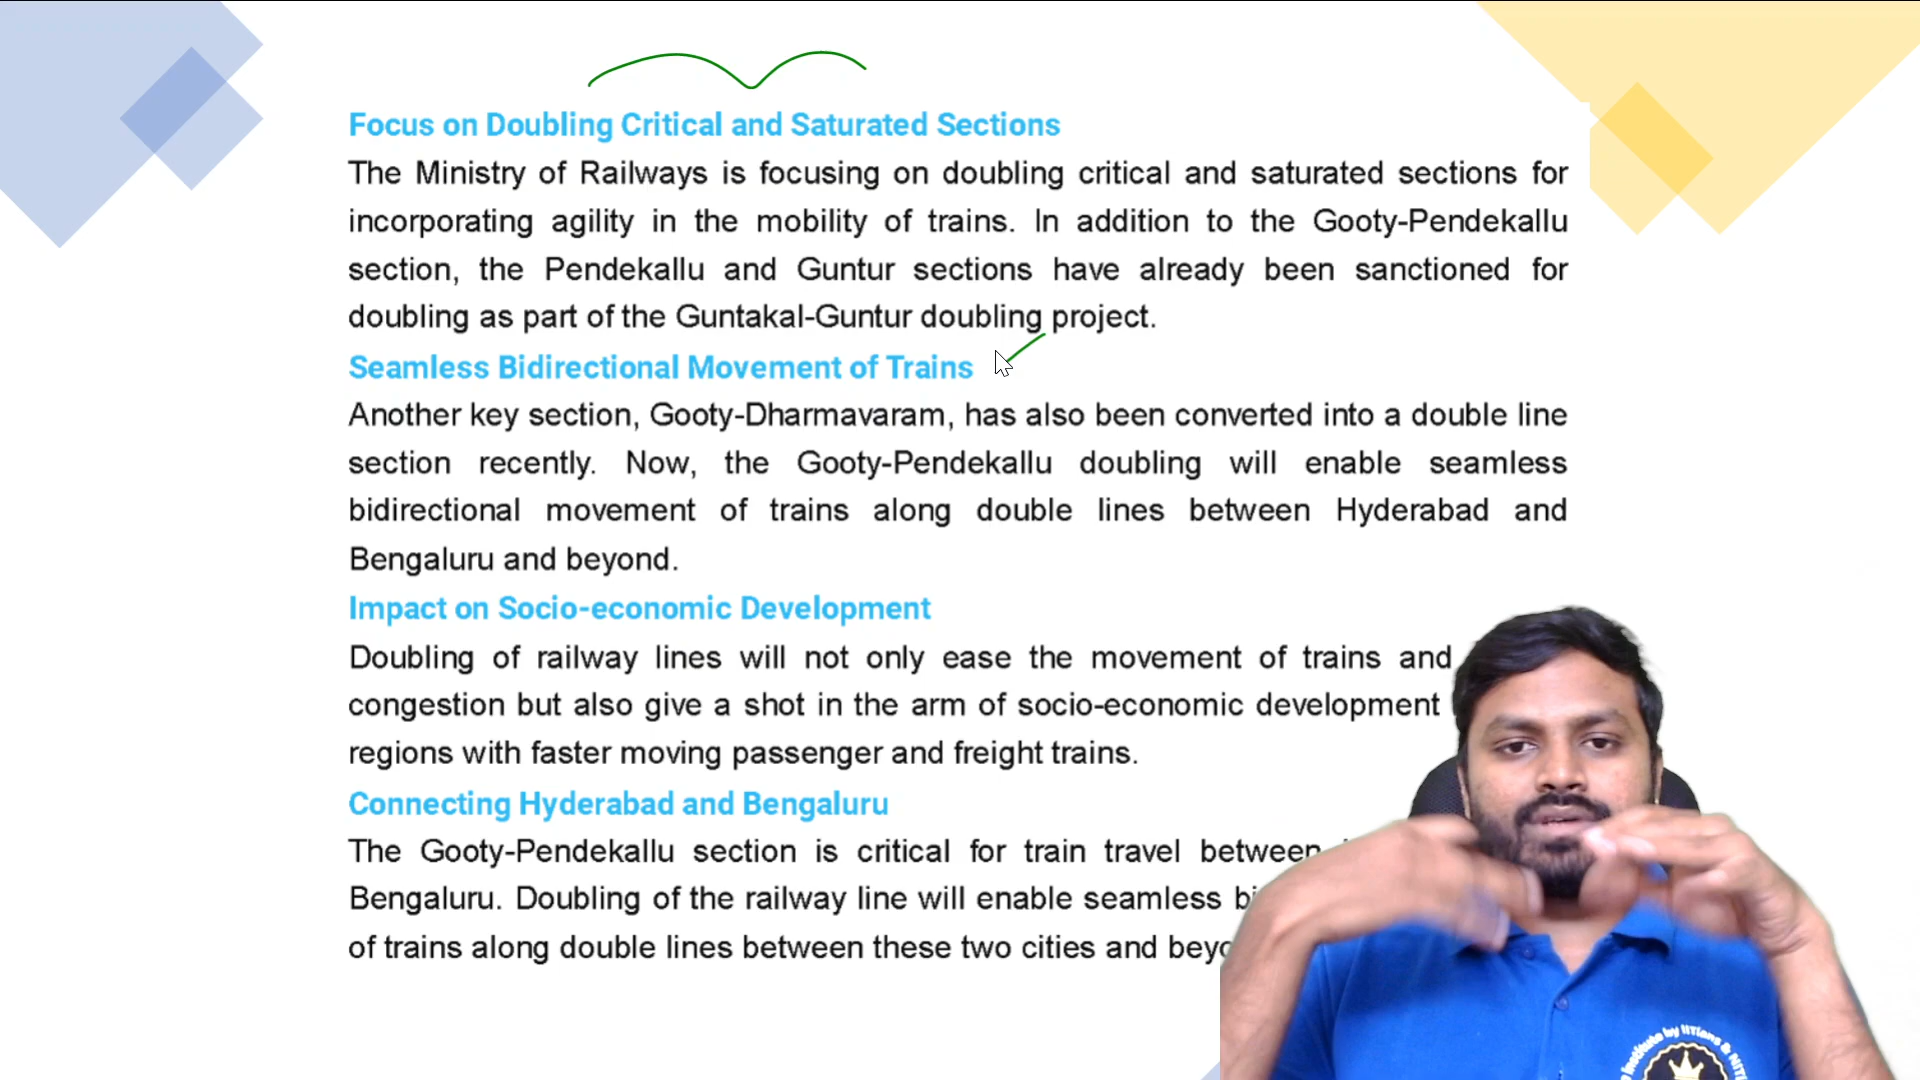 Focus on Doubling Critical and Saturated Sections
The Ministry of Railways is focusing on doubling critical and saturated sections for
incorporating agility in the mobility of trains. In addition to the Gooty-Pendekallu
section, the Pendekallu and Guntur sections have already been sanctioned for
doubling as part of the Guntakal-Guntur doubling project.
Seamless Bidirectional Movement of Trains
Another key section, Gooty-Dharmavaram, has also been converted into a double line
section recently. Now, the Gooty-Pendekallu doubling will enable seamless
bidirectional movement of trains along double lines between Hyderabad and
Bengaluru and beyond.
Impact on Socio-economic Development
Doubling of railway lines will not only ease the movement of trains and
congestion but also give a shot in the arm of socio-economic development
regions with faster moving passenger and freight trains.
Connecting Hyderabad and Bengaluru
The Gooty-Pendekallu section is critical for train travel between
Bengaluru. Doubling of the railway line will enable seamless
of trains along double lines between these two cities and
Institute by IITians &